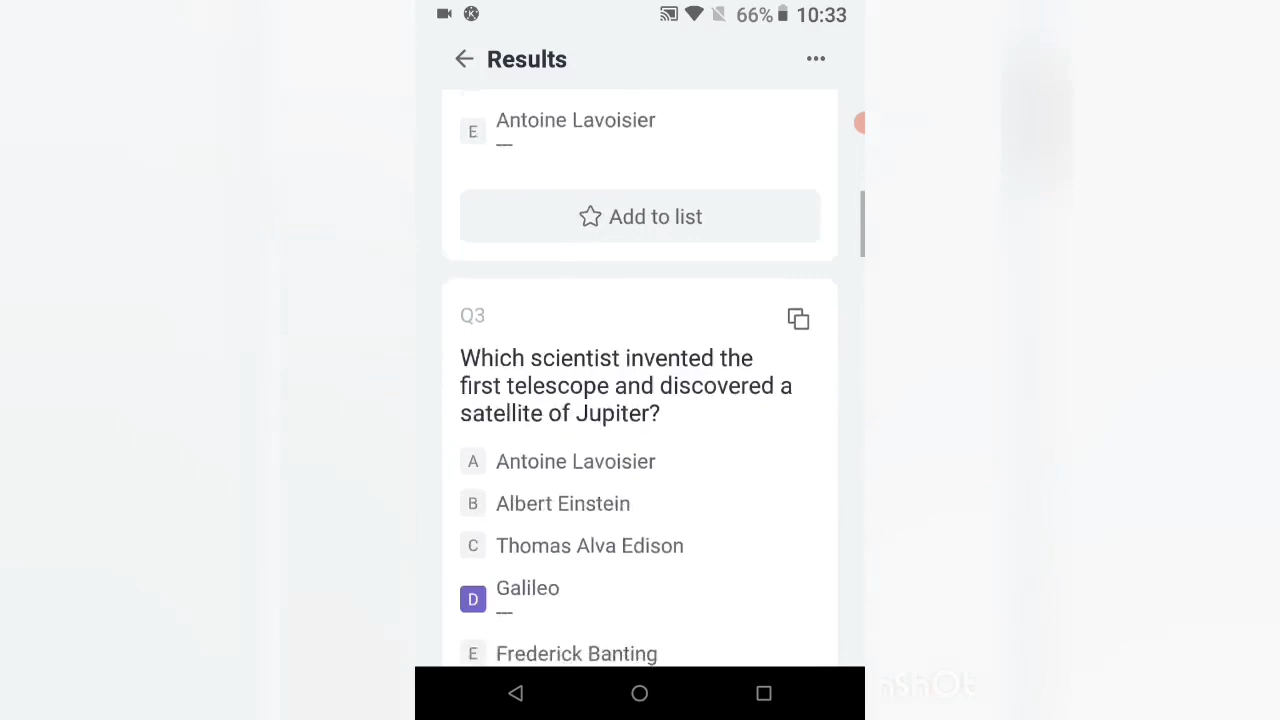 66% 10:33
Results
E Antoine Lavoisier
Add to list
Q3
Which scientist invented the
first telescope and discovered a
satellite of Jupiter?
A Antoine Lavoisier
B Albert Einstein
C Thomas Alva Edison
D Galileo
E Frederick Banting